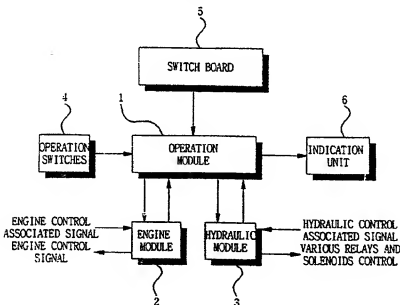 5
SWITCH BOARD
4
1
6
OPERATION
SWITCHES
OPERATION
MODULE
INDICATION
UNIT
ENGINE CONTROL
ASSOCIATED SIGNAL
ENGINE CONTROL
SIGNAL
ENGINE
MODULE
HYDRAULIC
MODULE
HYDRAULIC CONTROL
ASSOCIATED SIGNAL
VARIOUS RELAYS AND
SOLENOIDS CONTROL
2
3